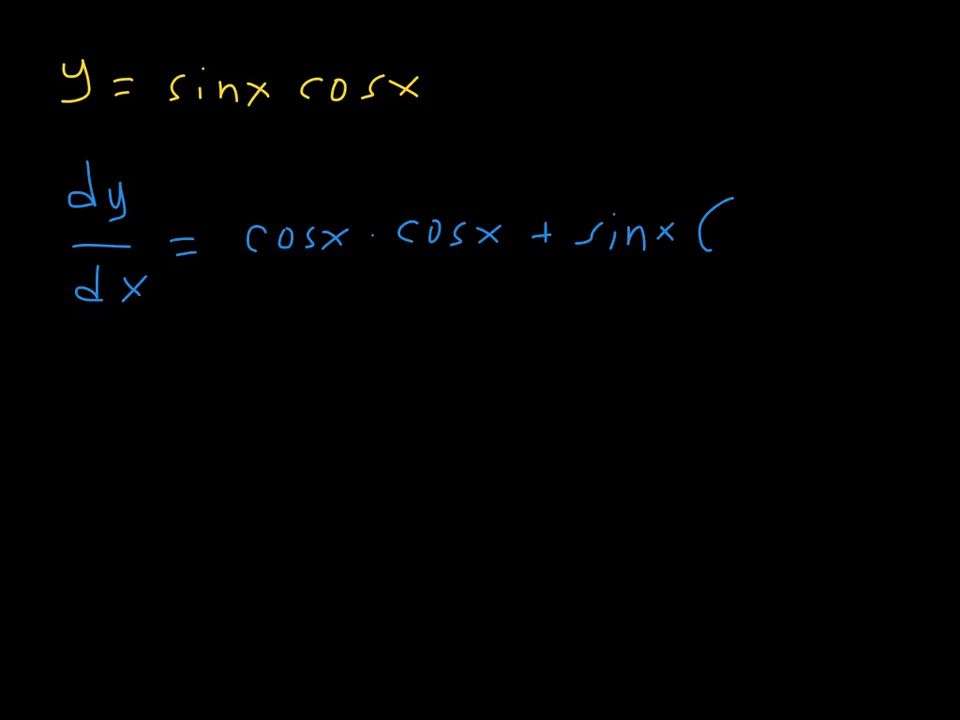 y = sinx cosx
dy/dx = cosx · cosx + sinx (